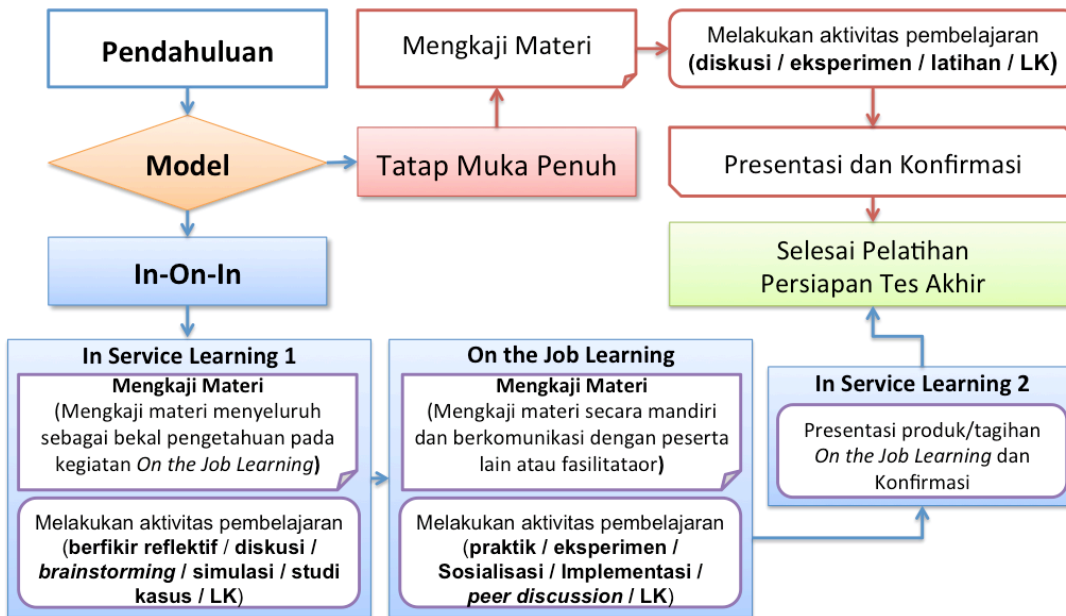 Pendahuluan
Model
Tatap Muka Penuh
Mengkaji Materi
Melakukan aktivitas pembelajaran
(diskusi / eksperimen / latihan / LK)
Presentasi dan Konfirmasi
Selesai Pelatihan
Persiapan Tes Akhir
In-On-In
In Service Learning 1
Mengkaji Materi
(Mengkaji materi menyeluruh
sebagai bekal pengetahuan pada
kegiatan On the Job Learning)
Melakukan aktivitas pembelajaran
(berfikir reflektif / diskusi /
brainstorming / simulasi / studi
kasus / LK)
On the Job Learning
Mengkaji Materi
(Mengkaji materi secara mandiri
dan berkomunikasi dengan peserta
lain atau fasilitataor)
Melakukan aktivitas pembelajaran
(praktik / eksperimen /
Sosialisasi / Implementasi /
peer discussion / LK)
In Service Learning 2
Presentasi produk/tagihan
On the Job Learning dan
Konfirmasi